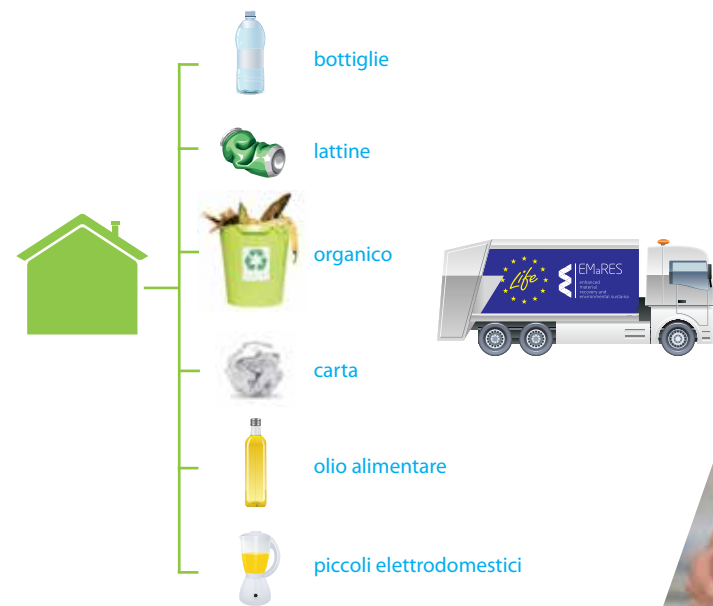 bottiglie
lattine
organico
carta
olio alimentare
piccoli elettrodomestici
Life
EMaRES
enhanced
material
recovery and
environmental sustaina